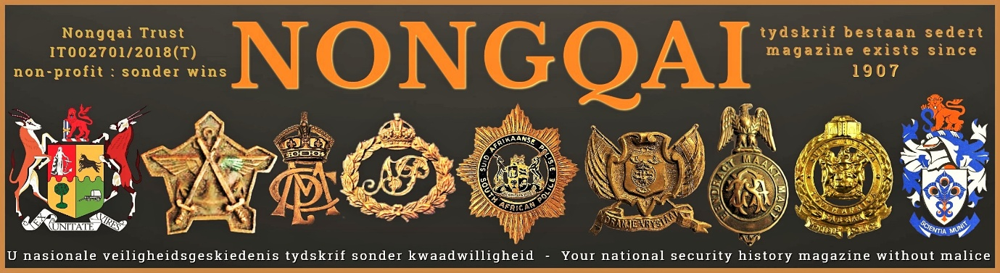 Nongqai Trust
IT002701/2018(T)
non-profit : sonder wins
NONGQAI
tydskrif bestaan sedert
magazine exists since
1907
EX UNITATE VIRES
SUID AFRIKAANSE POLISIE
SOUTH AFRICAN POLICE
ORANJE VRYSTAAT
EENDRACT MAAKT MAGT
SCIENTIA MUNIT
U nasionale veiligheidsgeskiedenis tydskrif sonder kwaadwilligheid - Your national security history magazine without malice